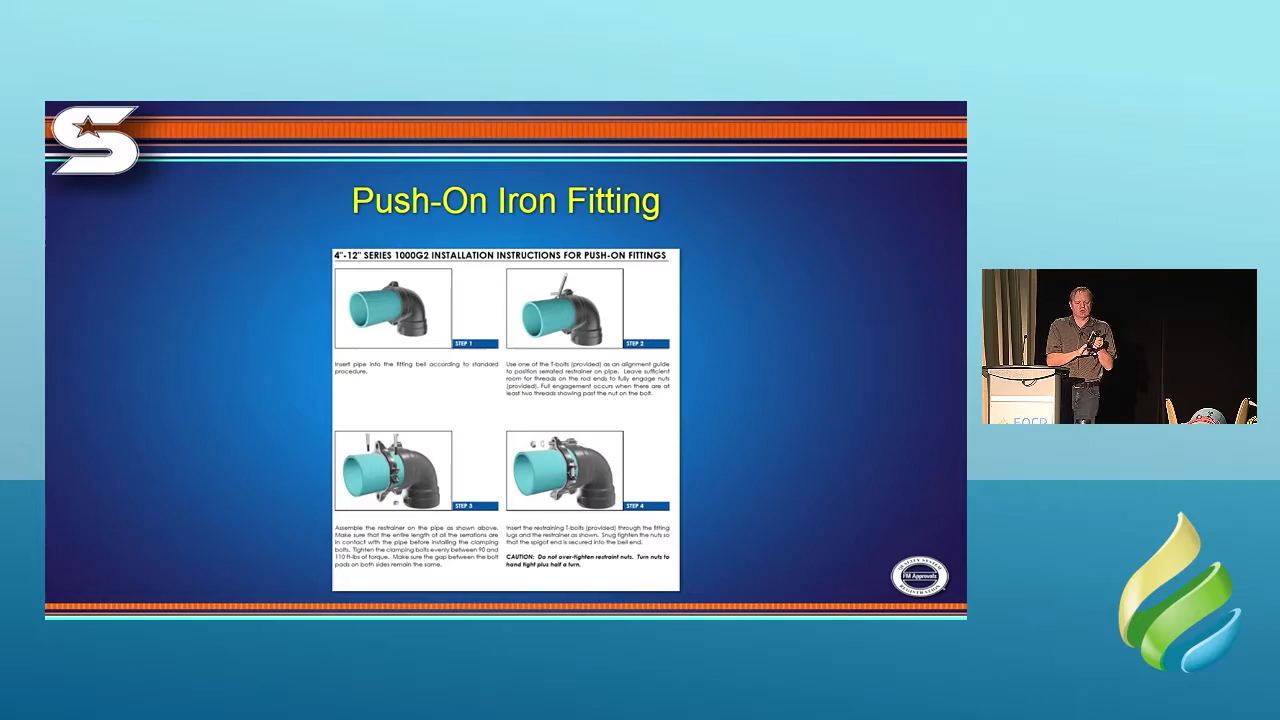 S
Push-On Iron Fitting
4"-12" SERIES 1000G2 INSTALLATION INSTRUCTIONS FOR PUSH-ON FITTINGS
STEP 1
Insert pipe into the fitting bell according to standard
procedure.
STEP 2
Use one of the T-bolts (provided) as an alignment guide
to position serrated restrainer on pipe. Leave sufficient
room for threads on the rod ends to fully engage nuts
(provided). Full engagement occurs when there are at
least two threads showing past the nut on the bolt.
STEP 3
Assemble the restrainer on the pipe as shown above.
Make sure that the entire length of all the serrations are
in contact with the pipe before installing the clamping
bolts. Tighten the clamping bolts evenly between 90 and
110 ft-lbs of torque. Make sure the gap between the bolt
pads on both sides remain the same.
STEP 4
Insert the restraining T-bolts (provided) through the fitting
lugs and the restrainer as shown. Snug tighten the nuts so
that the spigot end is secured into the bell end.
CAUTION: Do not over-tighten restraint nuts. Turn nuts to
hand tight plus half a turn.
QUALITY SYSTEM
FM Approvals
REGISTRATION